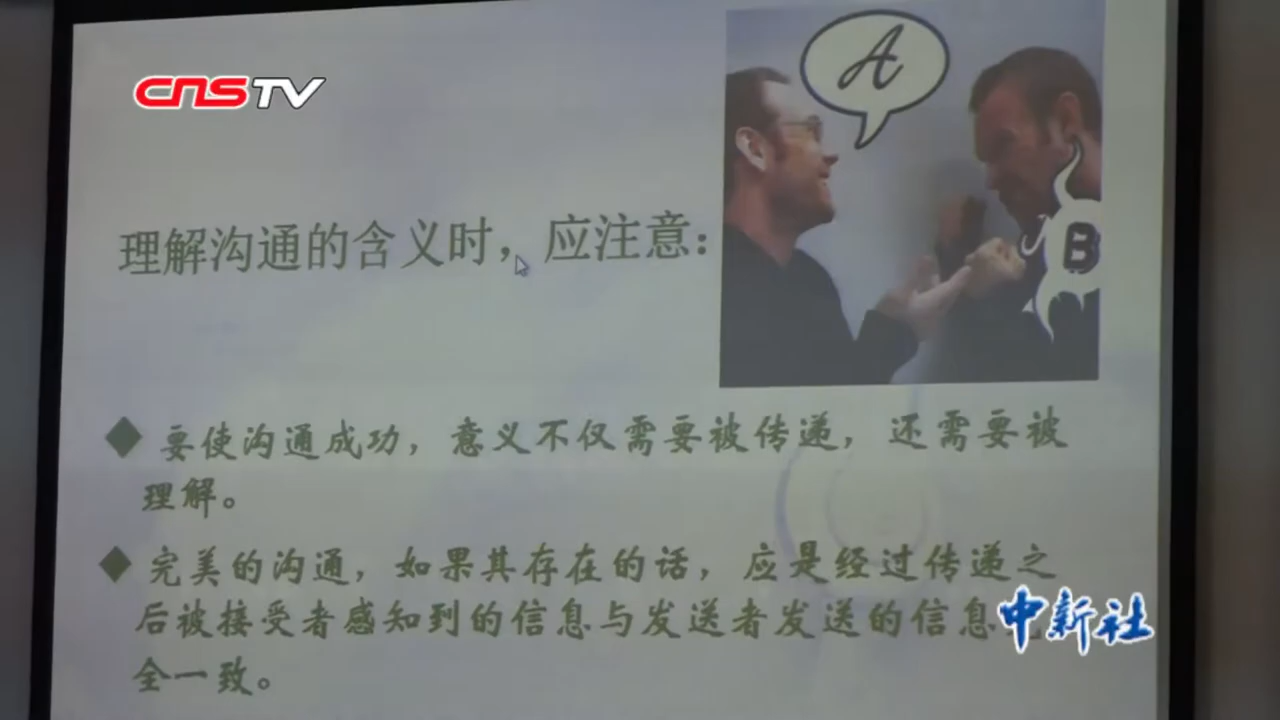 CNSTV
A
理解沟通的含义时，应注意：
B
要使沟通成功，意义不仅需要被传递，还需要被
理解。
完美的沟通，如果其存在的话，应是经过传递之
后被接受者感知到的信息与发送者发送的信息
全一致。
中新社